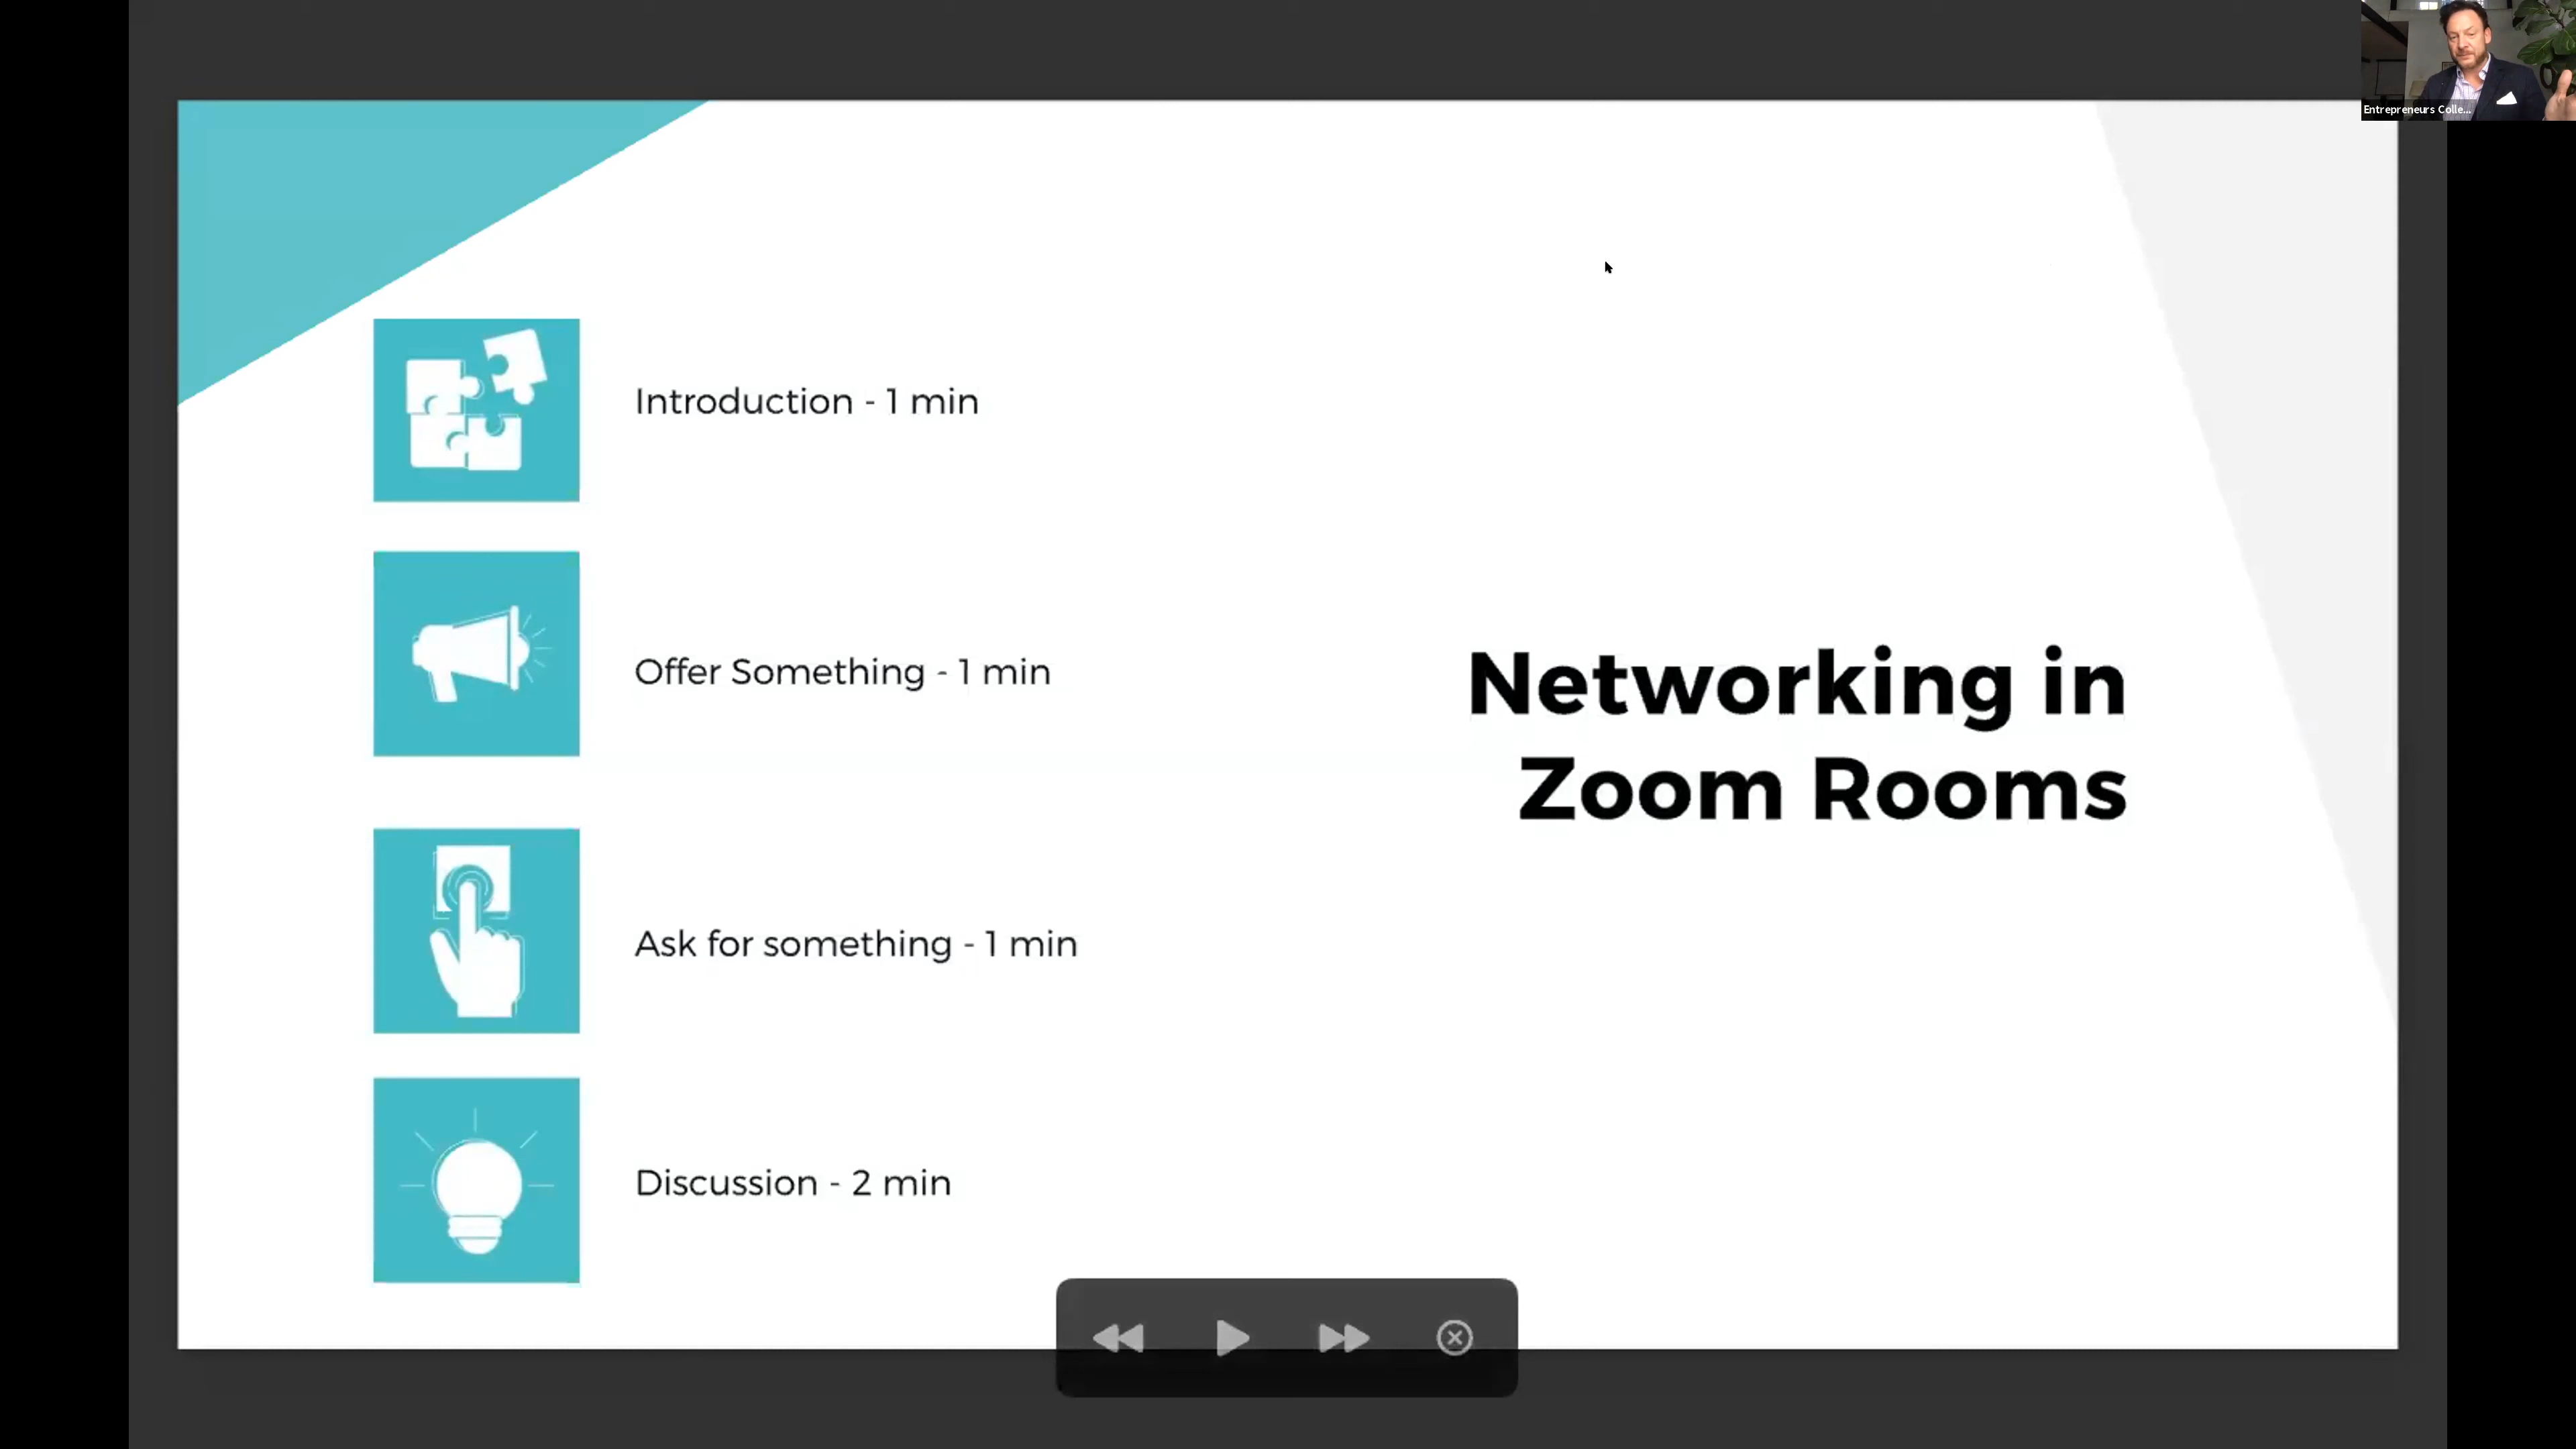 Entrepreneurs Colle...
Introduction - 1 min
Offer Something - 1 min
Ask for something - 1 min
Discussion - 2 min
Networking in
Zoom Rooms